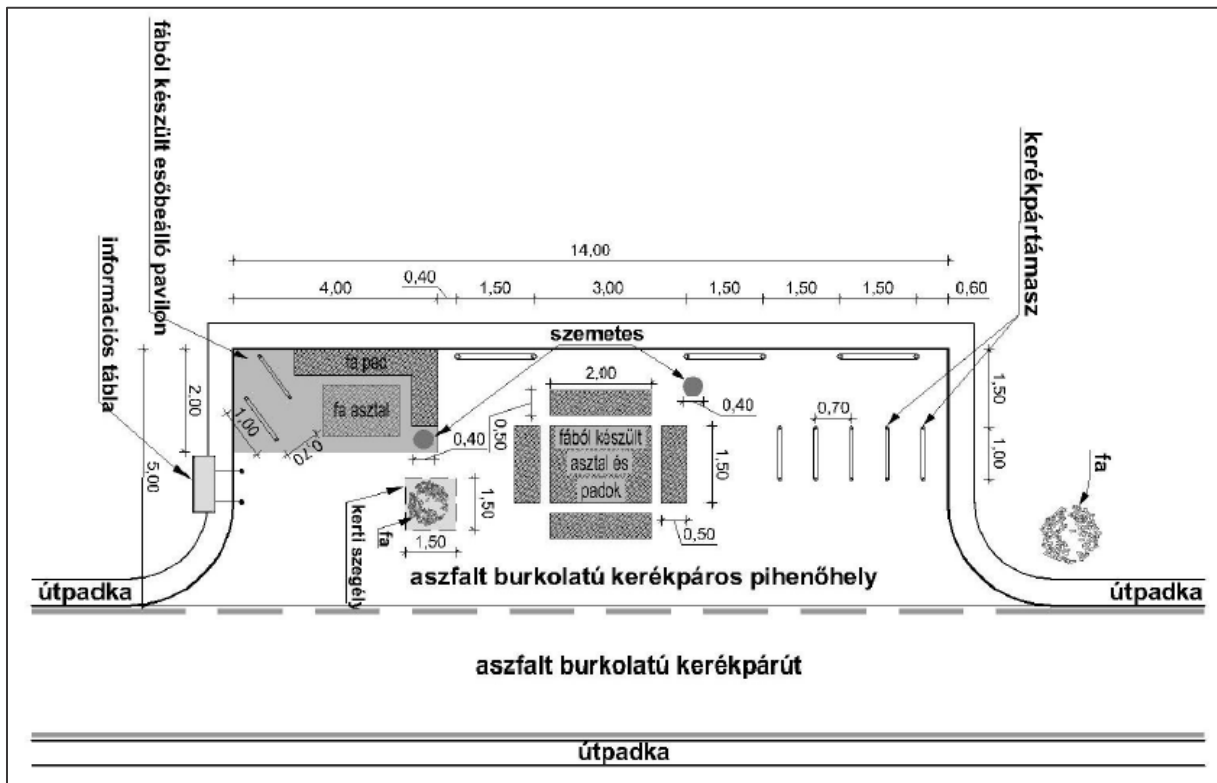 fából készült esőbeálló pavilon
információs tábla
kerékpártámasz
14,00
0,40
4,00
1,50
3,00
1,50
1,50
1,50
0,60
szemetes
fa pad
fa asztal
2,00
2,00
5,00
1,00
0,70
0,40
0,50
0,40
0,70
1,50
1,00
fából készült
asztal és
padok
1,50
0,50
1,50
1,50
kerti szegély
fa
fa
aszfalt burkolatú kerékpáros pihenőhely
útpadka
útpadka
aszfalt burkolatú kerékpárút
útpadka